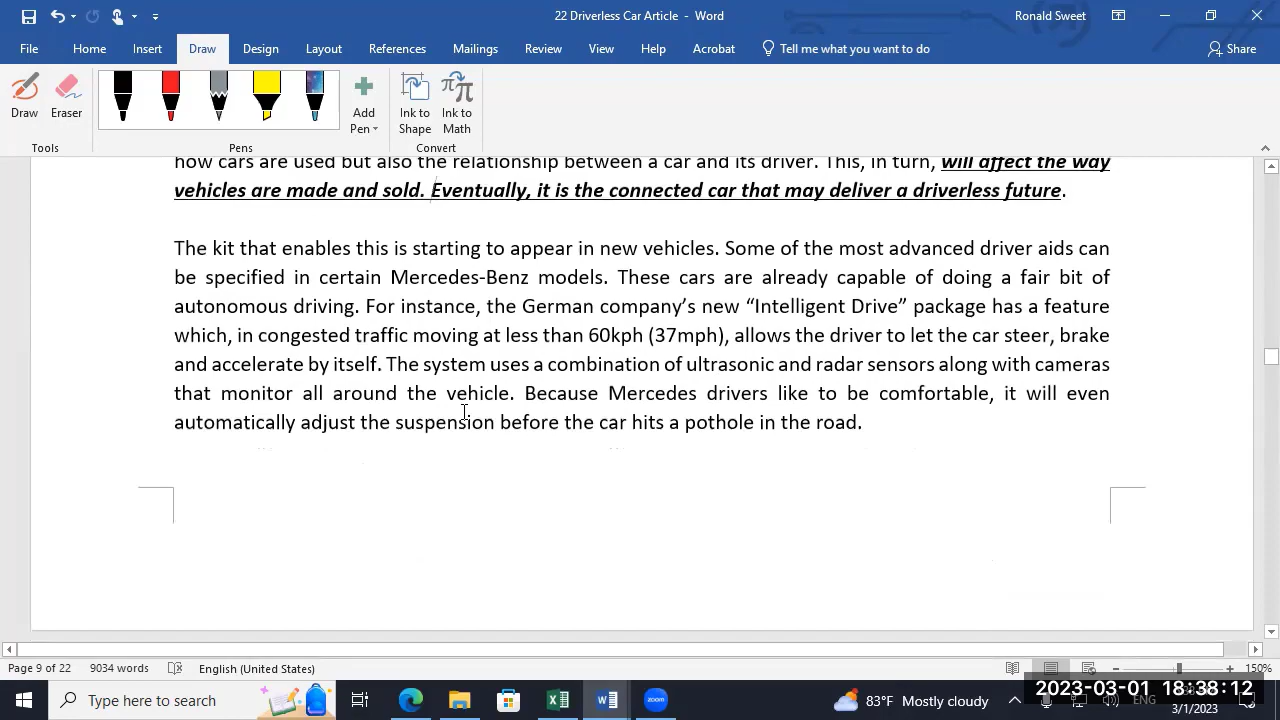 22 Driverless Car Article - Word
Ronald Sweet
File Home Insert Draw Design Layout References Mailings Review View Help Acrobat Tell me what you want to do Share
Draw Eraser Add Pen Ink to Shape Ink to Math
Tools Pens Convert
how cars are used but also the relationship between a car and its driver. This, in turn, will affect the way
vehicles are made and sold. Eventually, it is the connected car that may deliver a driverless future.
The kit that enables this is starting to appear in new vehicles. Some of the most advanced driver aids can
be specified in certain Mercedes-Benz models. These cars are already capable of doing a fair bit of
autonomous driving. For instance, the German company’s new “Intelligent Drive” package has a feature
which, in congested traffic moving at less than 60kph (37mph), allows the driver to let the car steer, brake
and accelerate by itself. The system uses a combination of ultrasonic and radar sensors along with cameras
that monitor all around the vehicle. Because Mercedes drivers like to be comfortable, it will even
automatically adjust the suspension before the car hits a pothole in the road.
Page 9 of 22 9034 words English (United States) 150%
Type here to search zoom 83°F Mostly cloudy ENG
2023-03-01 18:38:12
3/1/2023